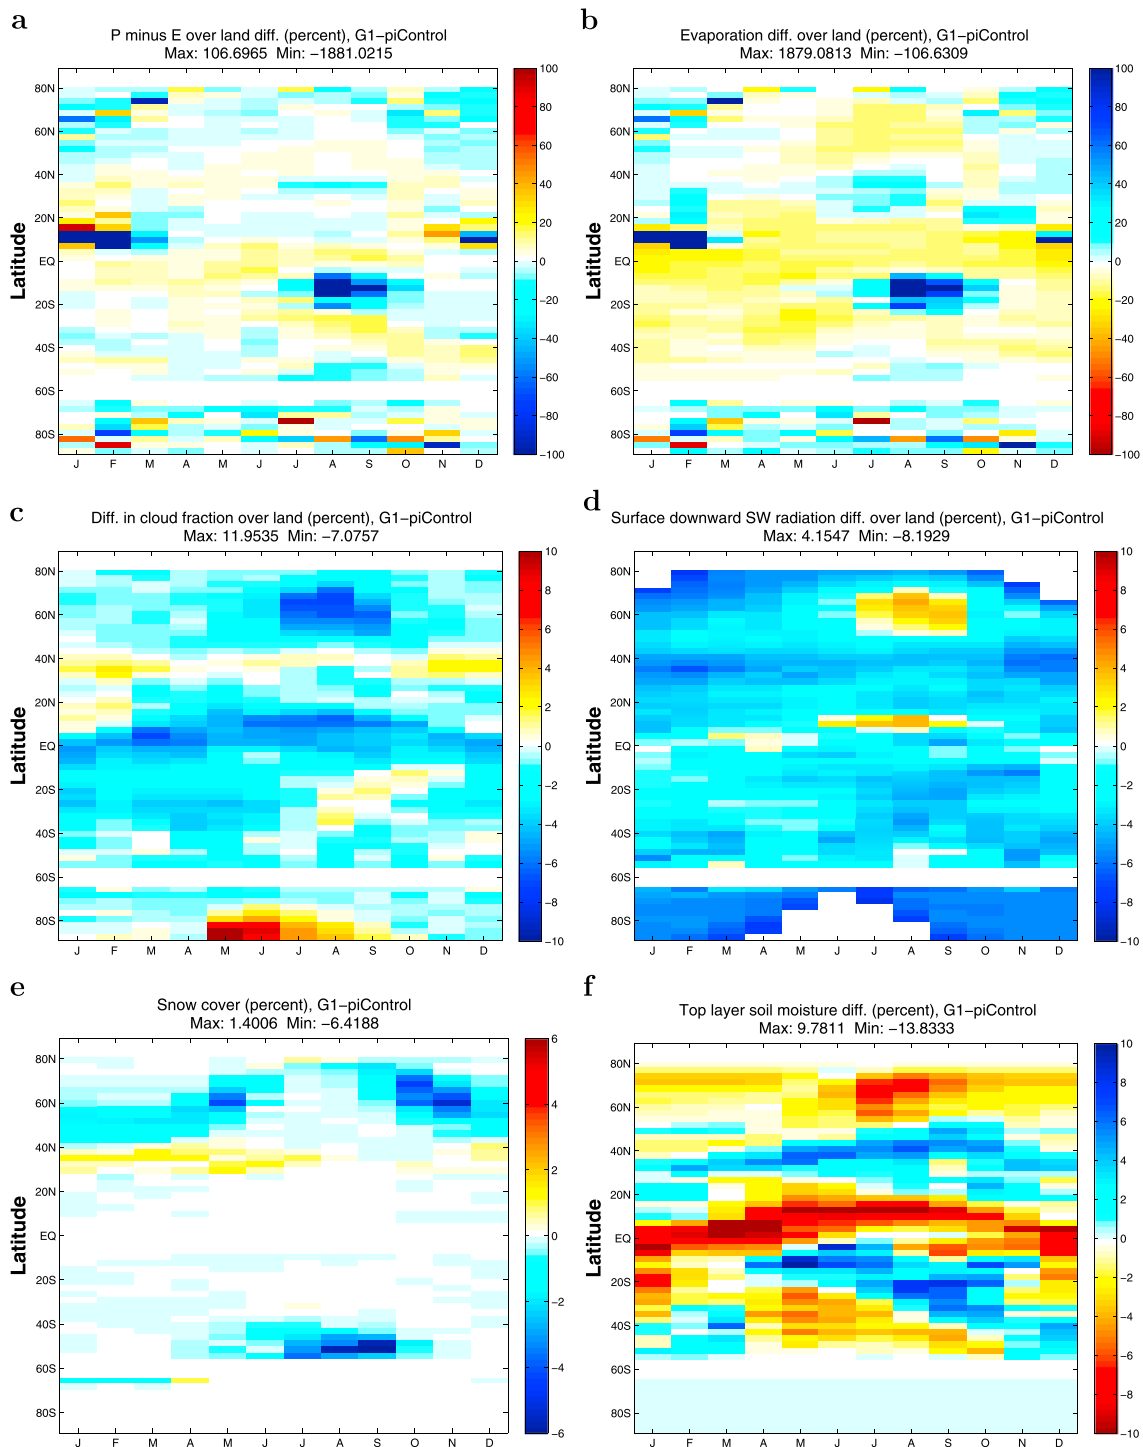 a
P minus E over land diff. (percent), G1−piControl
Max: 106.6965 Min: −1881.0215
Latitude
80N
60N
40N
20N
EQ
20S
40S
60S
80S
J F M A M J J A S O N D
100
80
60
40
20
0
−20
−40
−60
−80
−100
b
Evaporation diff. over land (percent), G1−piControl
Max: 1879.0813 Min: −106.6309
Latitude
80N
60N
40N
20N
EQ
20S
40S
60S
80S
J F M A M J J A S O N D
100
80
60
40
20
0
−20
−40
−60
−80
−100
c
Diff. in cloud fraction over land (percent), G1−piControl
Max: 11.9535 Min: −7.0757
Latitude
80N
60N
40N
20N
EQ
20S
40S
60S
80S
J F M A M J J A S O N D
10
8
6
4
2
0
−2
−4
−6
−8
−10
d
Surface downward SW radiation diff. over land (percent), G1−piControl
Max: 4.1547 Min: −8.1929
Latitude
80N
60N
40N
20N
EQ
20S
40S
60S
80S
J F M A M J J A S O N D
10
8
6
4
2
0
−2
−4
−6
−8
−10
e
Snow cover (percent), G1−piControl
Max: 1.4006 Min: −6.4188
Latitude
80N
60N
40N
20N
EQ
20S
40S
60S
80S
J F M A M J J A S O N D
6
4
2
0
−2
−4
−6
f
Top layer soil moisture diff. (percent), G1−piControl
Max: 9.7811 Min: −13.8333
Latitude
80N
60N
40N
20N
EQ
20S
40S
60S
80S
J F M A M J J A S O N D
10
8
6
4
2
0
−2
−4
−6
−8
−10